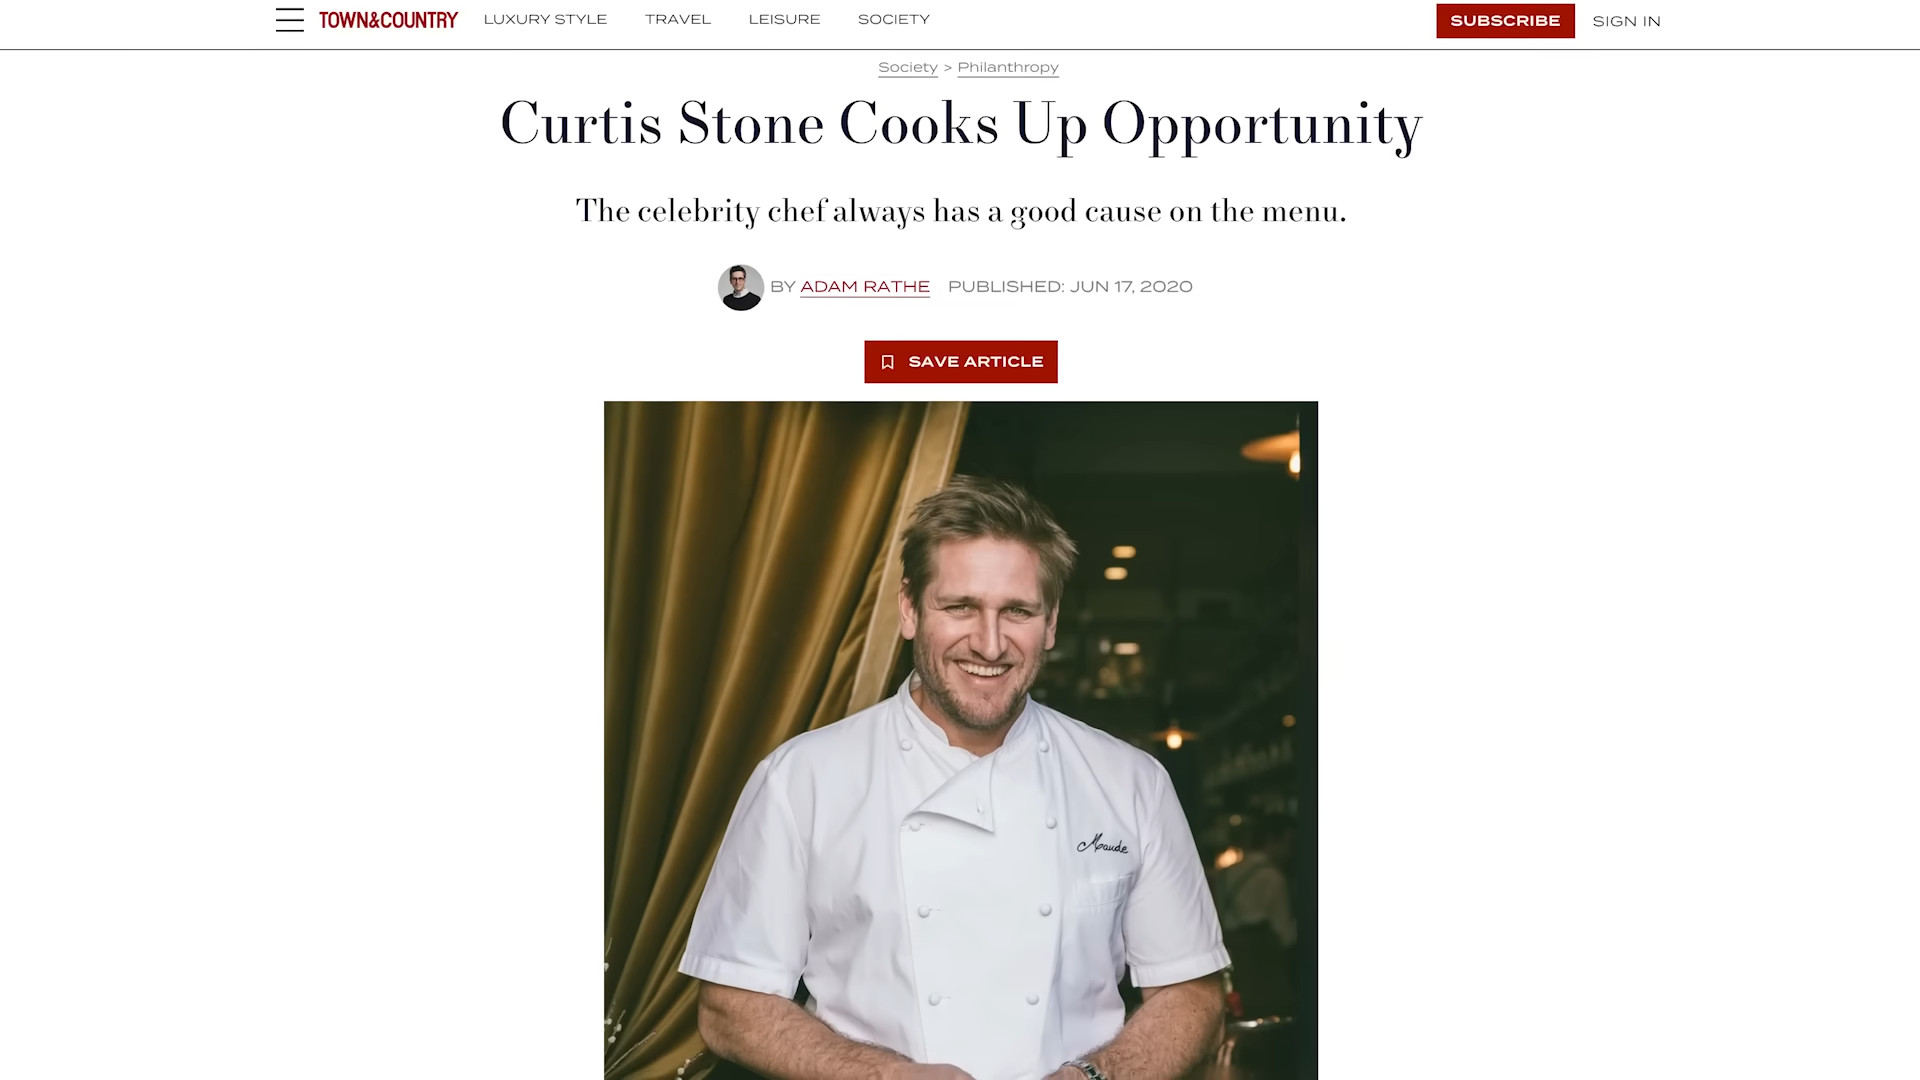 TOWN&COUNTRY LUXURY STYLE TRAVEL LEISURE SOCIETY SUBSCRIBE SIGN IN
Society > Philanthropy
Curtis Stone Cooks Up Opportunity
The celebrity chef always has a good cause on the menu.
BY ADAM RATHE PUBLISHED: JUN 17, 2020
SAVE ARTICLE
Maude